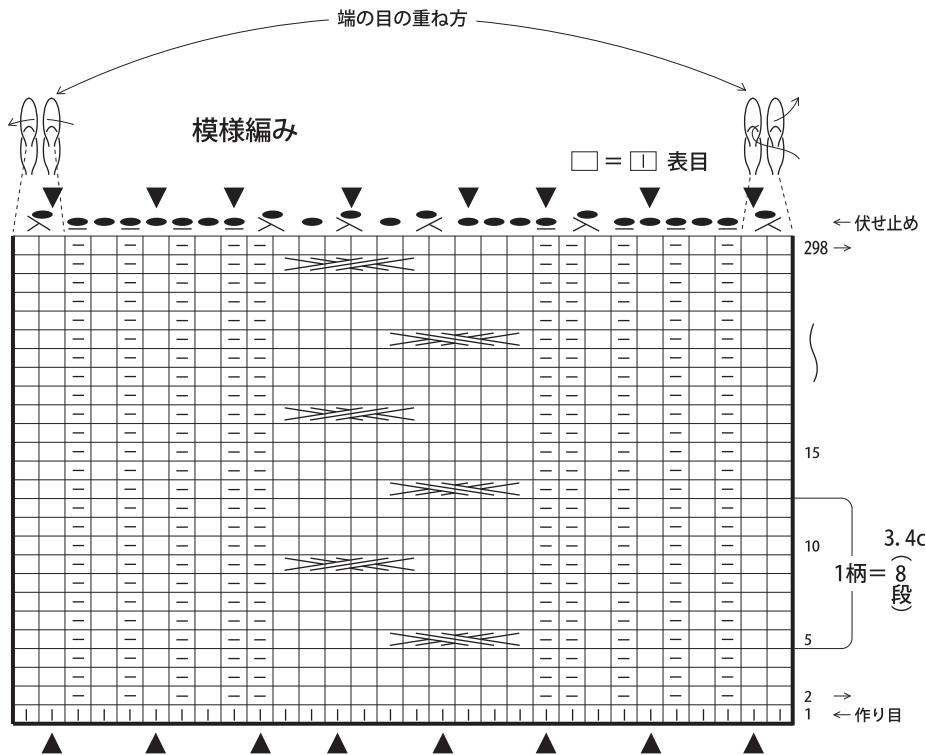 端の目の重ね方
模様編み
□ = | 表目
← 伏せ止め
298 →
15
10
3.4c
1柄＝8段
5
2 →
1 ← 作り目